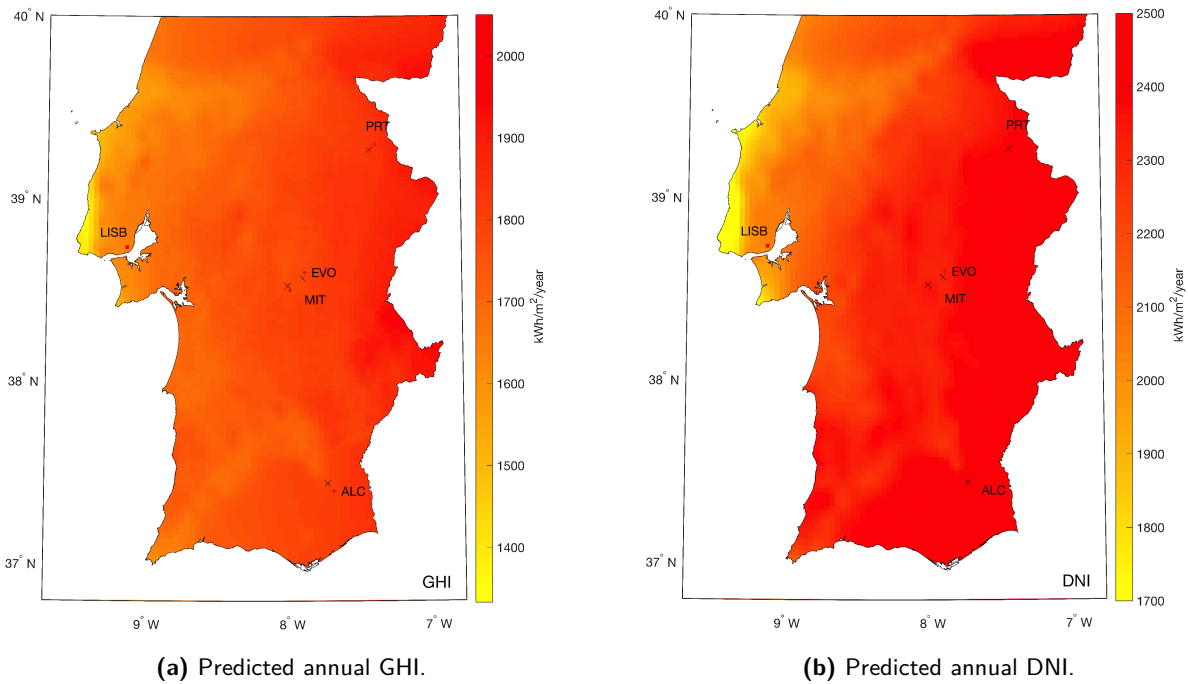 40° N
39° N
38° N
37° N
9° W
8° W
7° W
PRT
LISB
EVO
MIT
ALC
GHI
2000
1900
1800
1700
1600
1500
1400
kWh/m²/year
(a) Predicted annual GHI.
40° N
39° N
38° N
37° N
9° W
8° W
7° W
PRT
LISB
EVO
MIT
ALC
DNI
2500
2400
2300
2200
2100
2000
1900
1800
1700
kWh/m²/year
(b) Predicted annual DNI.